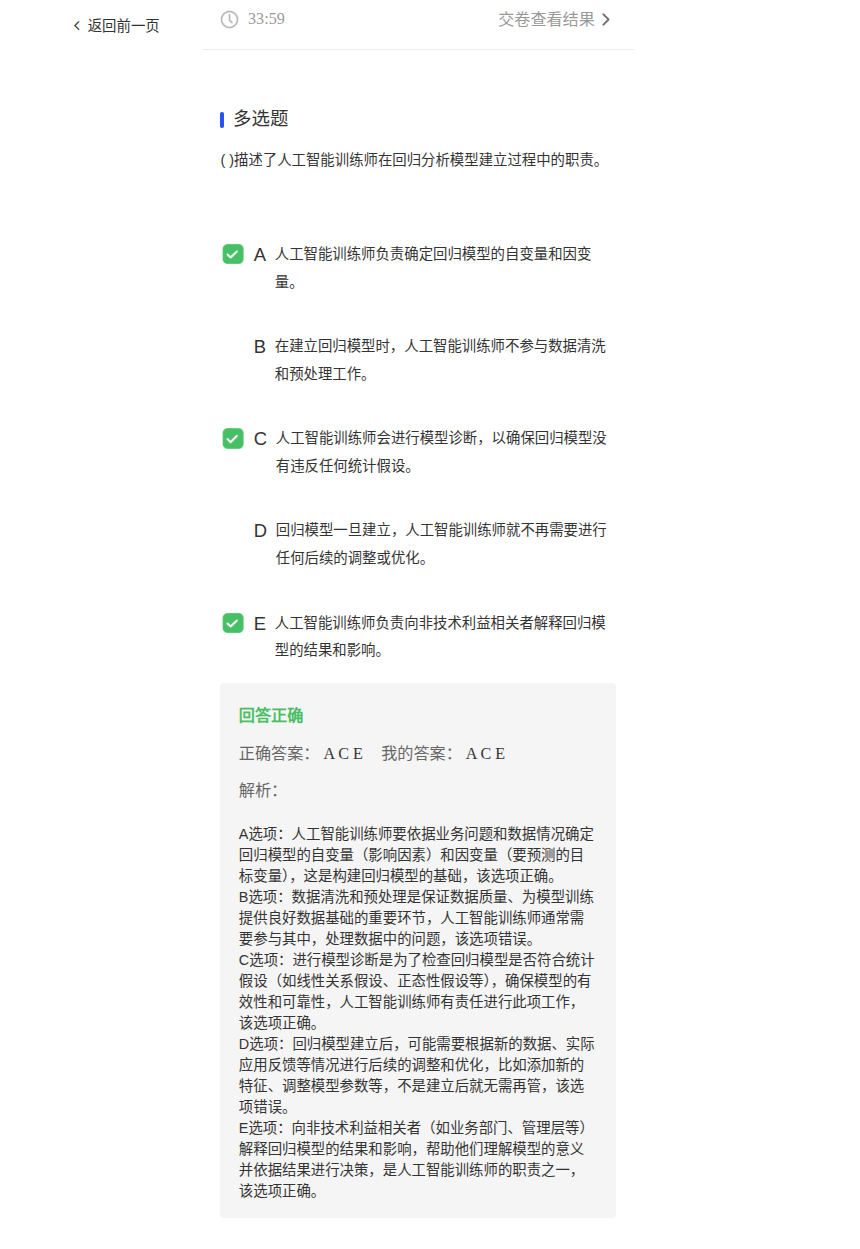 返回前一页
33:59
交卷查看结果
多选题
( )描述了人工智能训练师在回归分析模型建立过程中的职责。
A 人工智能训练师负责确定回归模型的自变量和因变
量。
B 在建立回归模型时，人工智能训练师不参与数据清洗
和预处理工作。
C 人工智能训练师会进行模型诊断，以确保回归模型没
有违反任何统计假设。
D 回归模型一旦建立，人工智能训练师就不再需要进行
任何后续的调整或优化。
E 人工智能训练师负责向非技术利益相关者解释回归模
型的结果和影响。
回答正确
正确答案： A C E 我的答案： A C E
解析：
A选项：人工智能训练师要依据业务问题和数据情况确定
回归模型的自变量（影响因素）和因变量（要预测的目
标变量），这是构建回归模型的基础，该选项正确。
B选项：数据清洗和预处理是保证数据质量、为模型训练
提供良好数据基础的重要环节，人工智能训练师通常需
要参与其中，处理数据中的问题，该选项错误。
C选项：进行模型诊断是为了检查回归模型是否符合统计
假设（如线性关系假设、正态性假设等），确保模型的有
效性和可靠性，人工智能训练师有责任进行此项工作，
该选项正确。
D选项：回归模型建立后，可能需要根据新的数据、实际
应用反馈等情况进行后续的调整和优化，比如添加新的
特征、调整模型参数等，不是建立后就无需再管，该选
项错误。
E选项：向非技术利益相关者（如业务部门、管理层等）
解释回归模型的结果和影响，帮助他们理解模型的意义
并依据结果进行决策，是人工智能训练师的职责之一，
该选项正确。